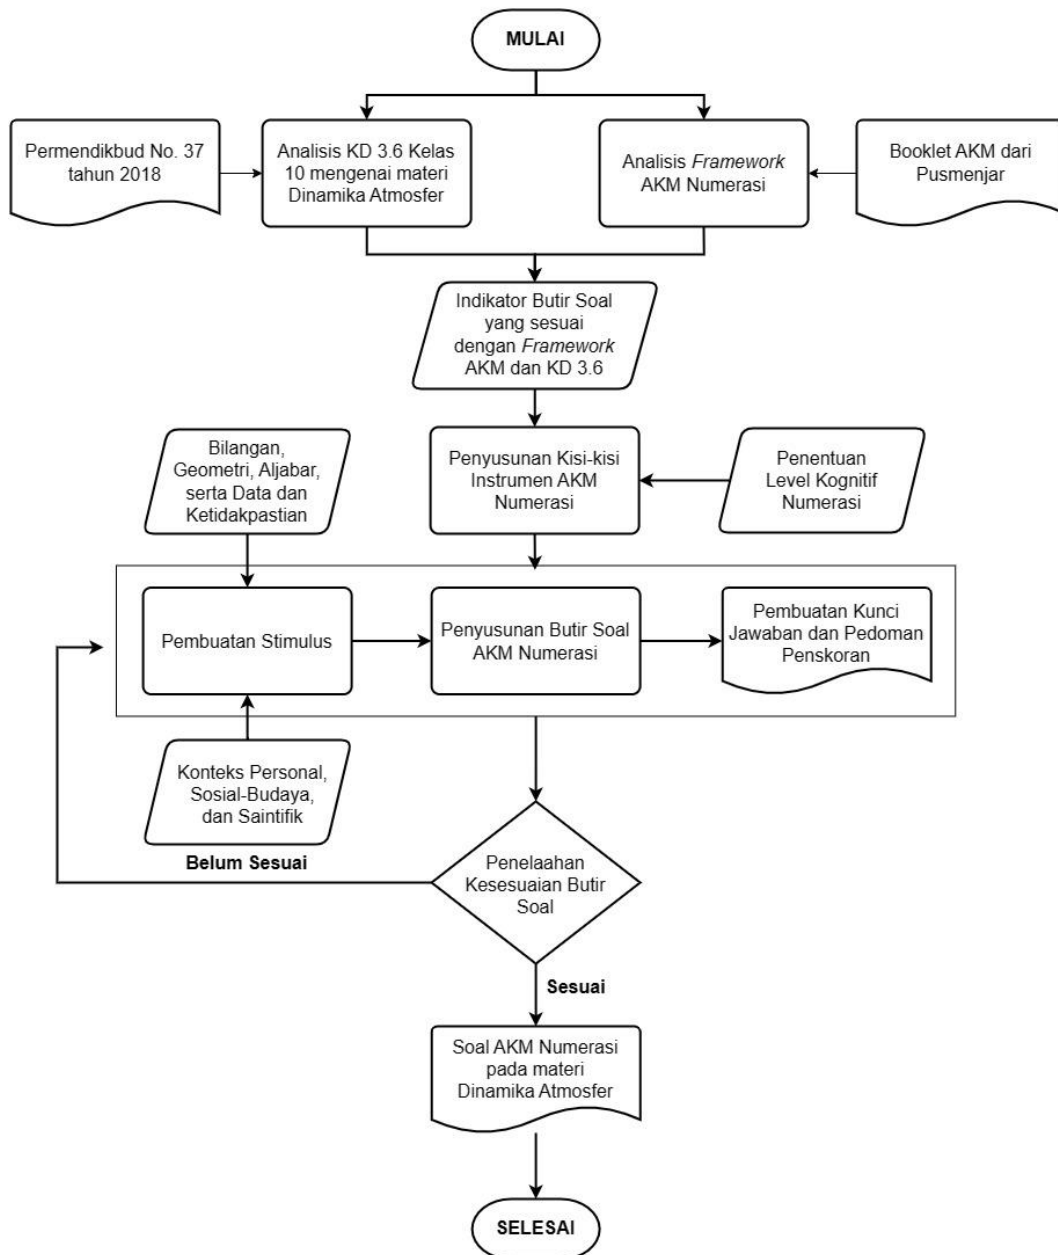 MULAI
Permendikbud No. 37
tahun 2018
Analisis KD 3.6 Kelas
10 mengenai materi
Dinamika Atmosfer
Analisis Framework
AKM Numerasi
Booklet AKM dari
Pusmenjar
Indikator Butir Soal
yang sesuai
dengan Framework
AKM dan KD 3.6
Bilangan,
Geometri, Aljabar,
serta Data dan
Ketidakpastian
Penyusunan Kisi-kisi
Instrumen AKM
Numerasi
Penentuan
Level Kognitif
Numerasi
Pembuatan Stimulus
Penyusunan Butir Soal
AKM Numerasi
Pembuatan Kunci
Jawaban dan Pedoman
Penskoran
Konteks Personal,
Sosial-Budaya,
dan Saintifik
Belum Sesuai
Penelaahan
Kesesuaian Butir
Soal
Sesuai
Soal AKM Numerasi
pada materi
Dinamika Atmosfer
SELESAI